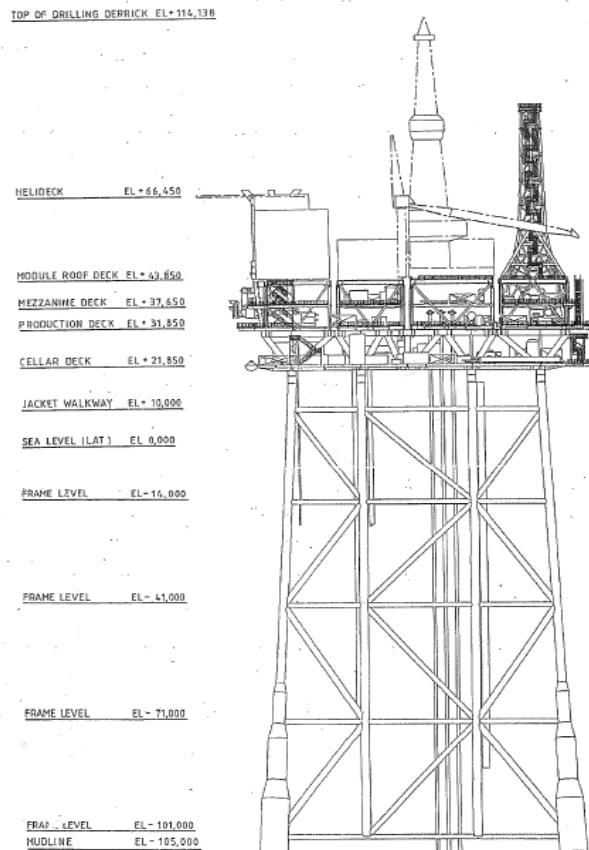 TOP OF DRILLING DERRICK EL+114,138
HELIDECK EL+66,450
MODULE ROOF DECK EL+43,850
MEZZANINE DECK EL+37,650
PRODUCTION DECK EL+31,850
CELLAR DECK EL+21,850
JACKET WALKWAY EL+10,000
SEA LEVEL (LAT) EL 0,000
FRAME LEVEL EL-14,000
FRAME LEVEL EL-41,000
FRAME LEVEL EL-71,000
LEVEL EL-101,000
MUDLINE EL-105,000